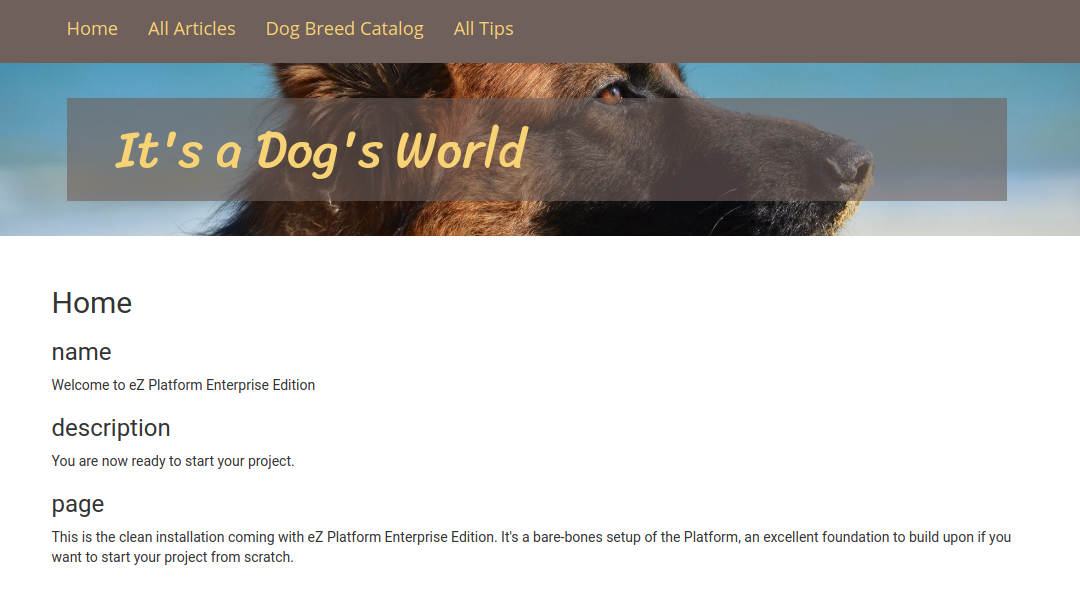 Home All Articles Dog Breed Catalog All Tips
It's a Dog's World
Home
name
Welcome to eZ Platform Enterprise Edition
description
You are now ready to start your project.
page
This is the clean installation coming with eZ Platform Enterprise Edition. It's a bare-bones setup of the Platform, an excellent foundation to build upon if you
want to start your project from scratch.